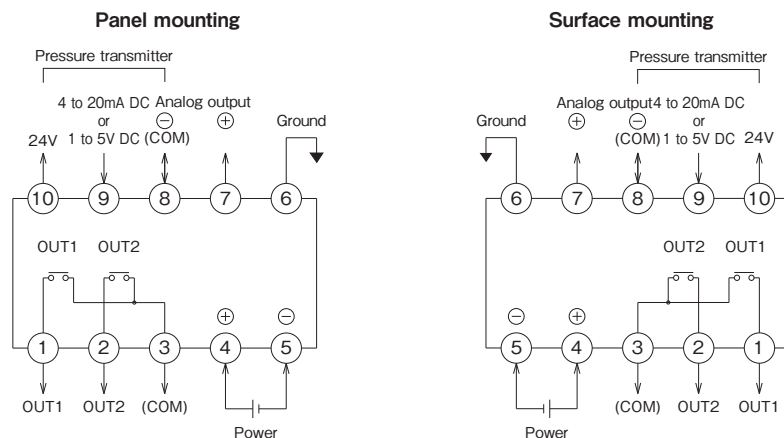 Panel mounting
Pressure transmitter
4 to 20mA DC
or
1 to 5V DC
Analog output
⊖
(COM)
⊕
Ground
24V
10
9
8
7
6
OUT1
OUT2
⊕
⊖
1
2
3
4
5
OUT1
OUT2
(COM)
Power
Surface mounting
Pressure transmitter
Analog output
4 to 20mA DC
or
1 to 5V DC
Ground
⊕
⊖
(COM)
24V
6
7
8
9
10
OUT2
OUT1
⊖
⊕
5
4
3
2
1
(COM)
OUT2
OUT1
Power